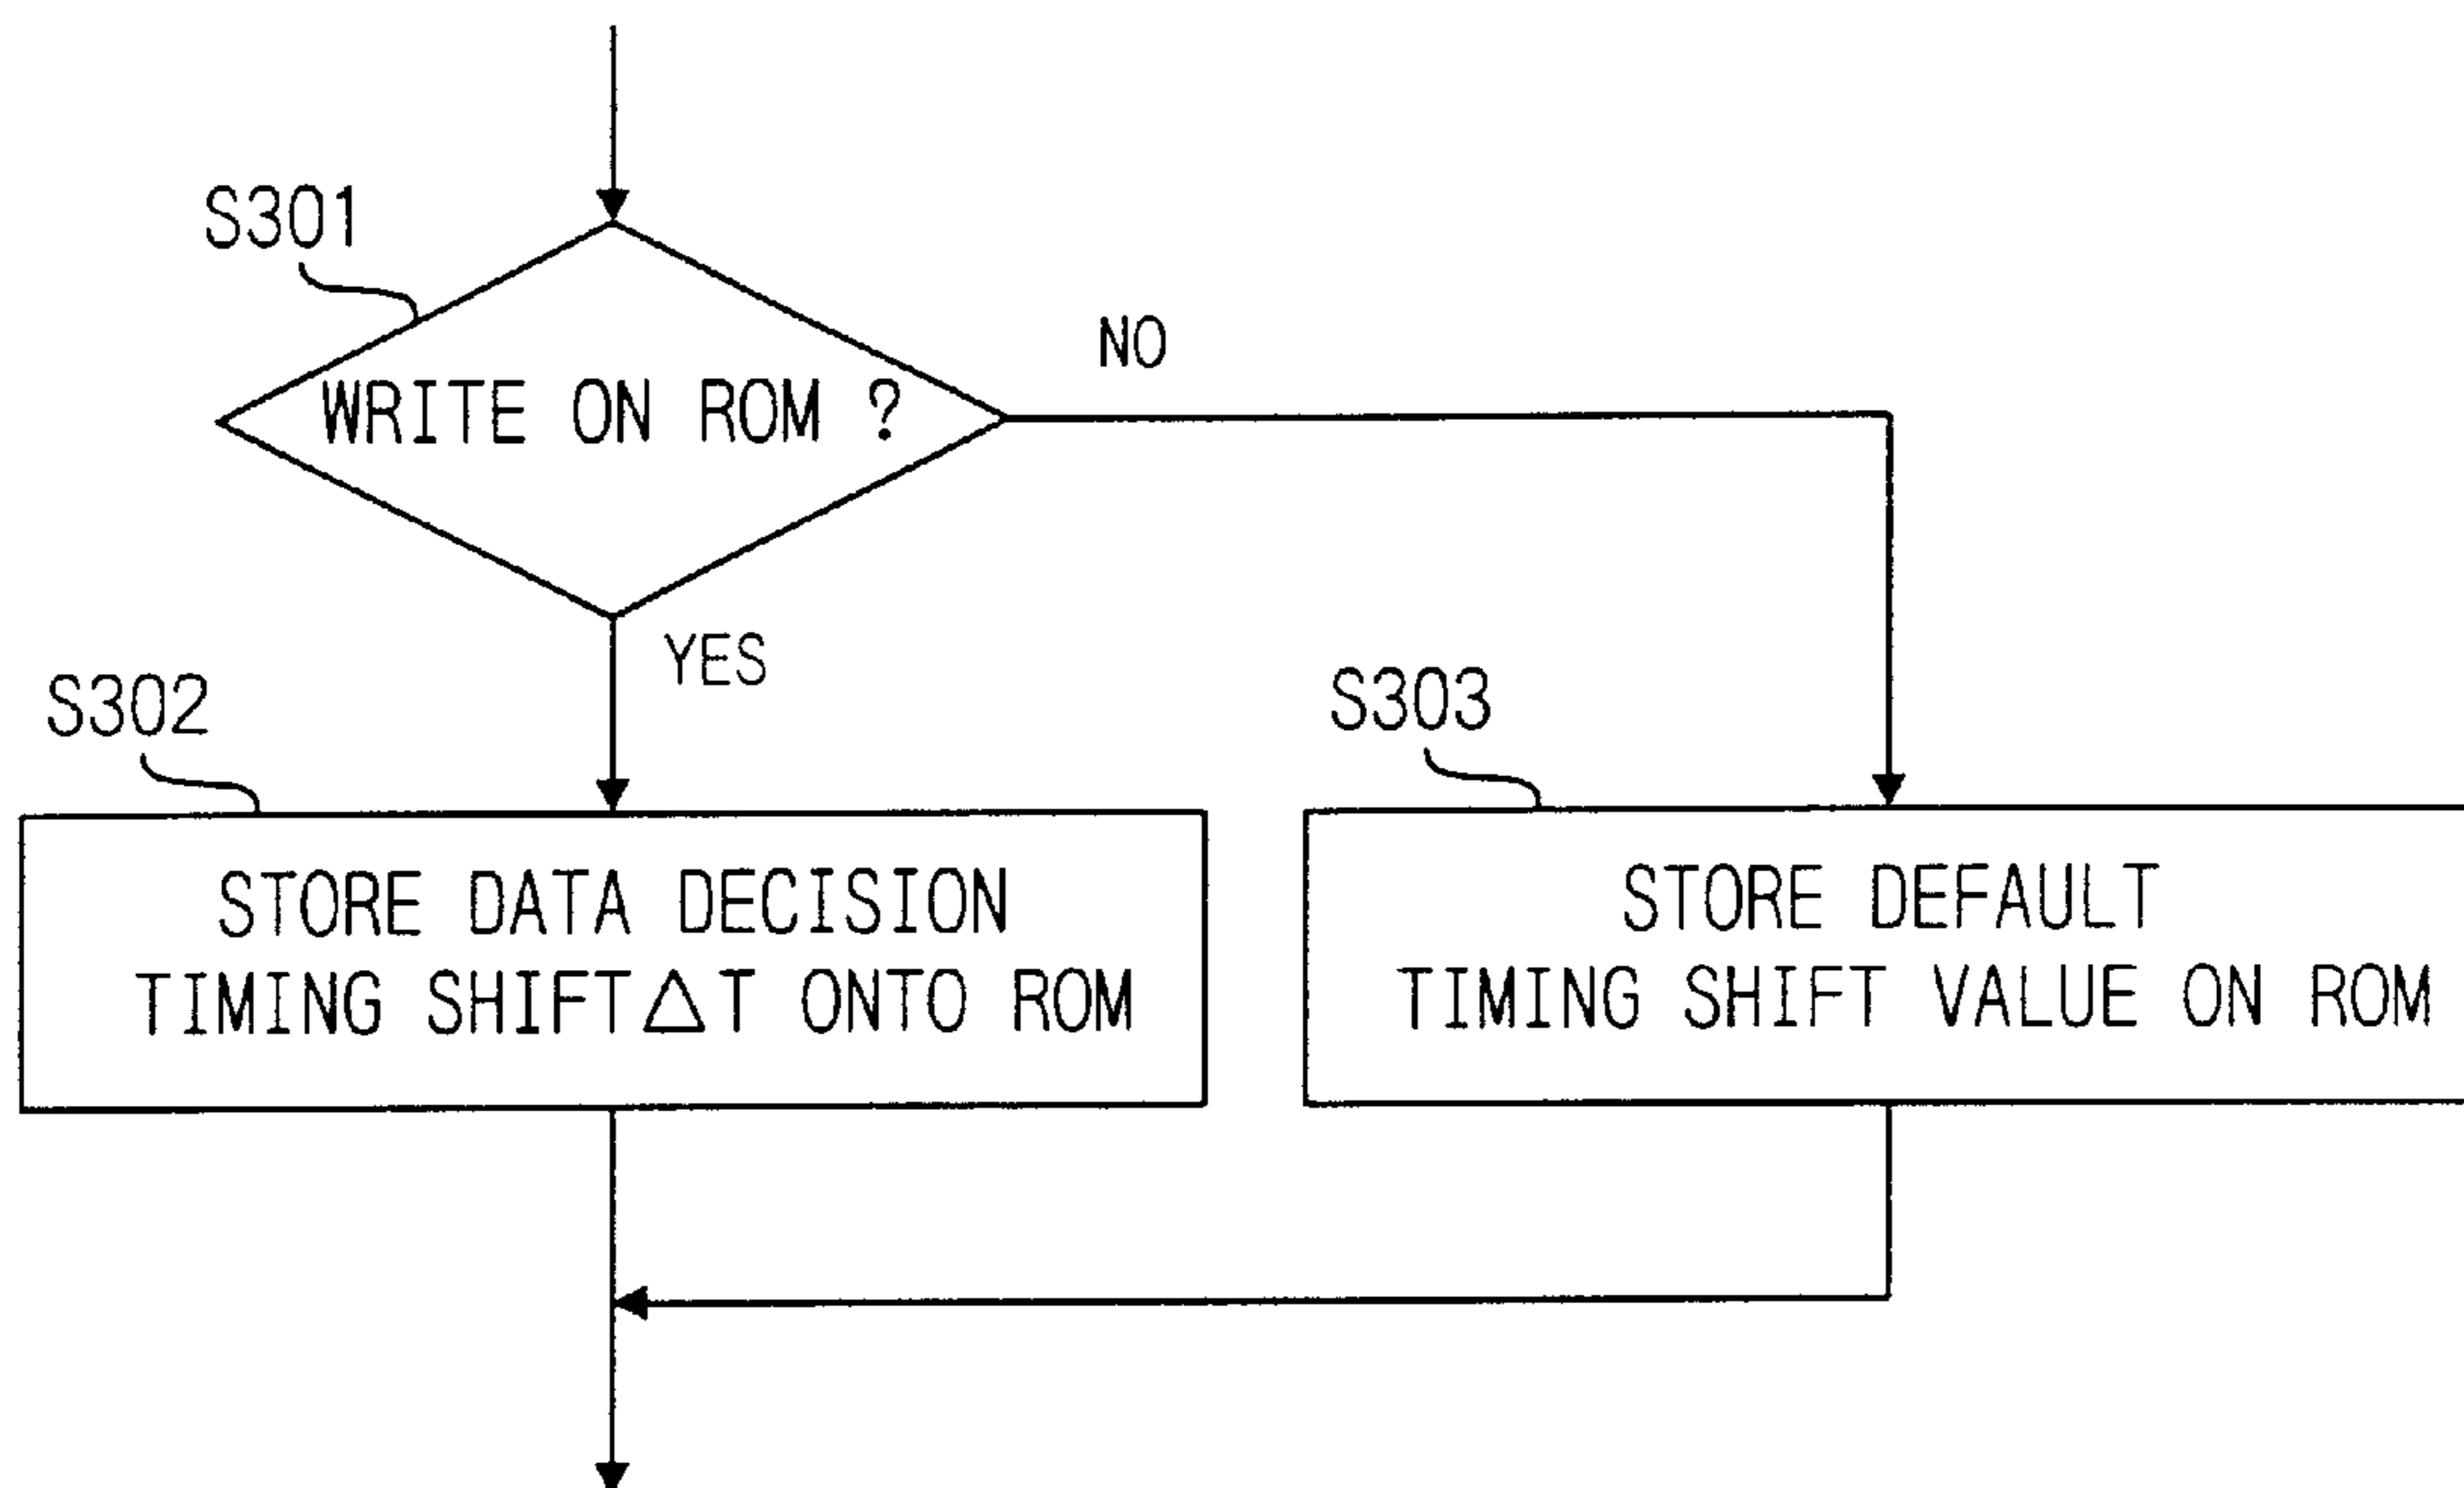 S301
WRITE ON ROM ?
NO
YES
S302
S303
STORE DATA DECISION
TIMING SHIFT△T ONTO ROM
STORE DEFAULT
TIMING SHIFT VALUE ON ROM